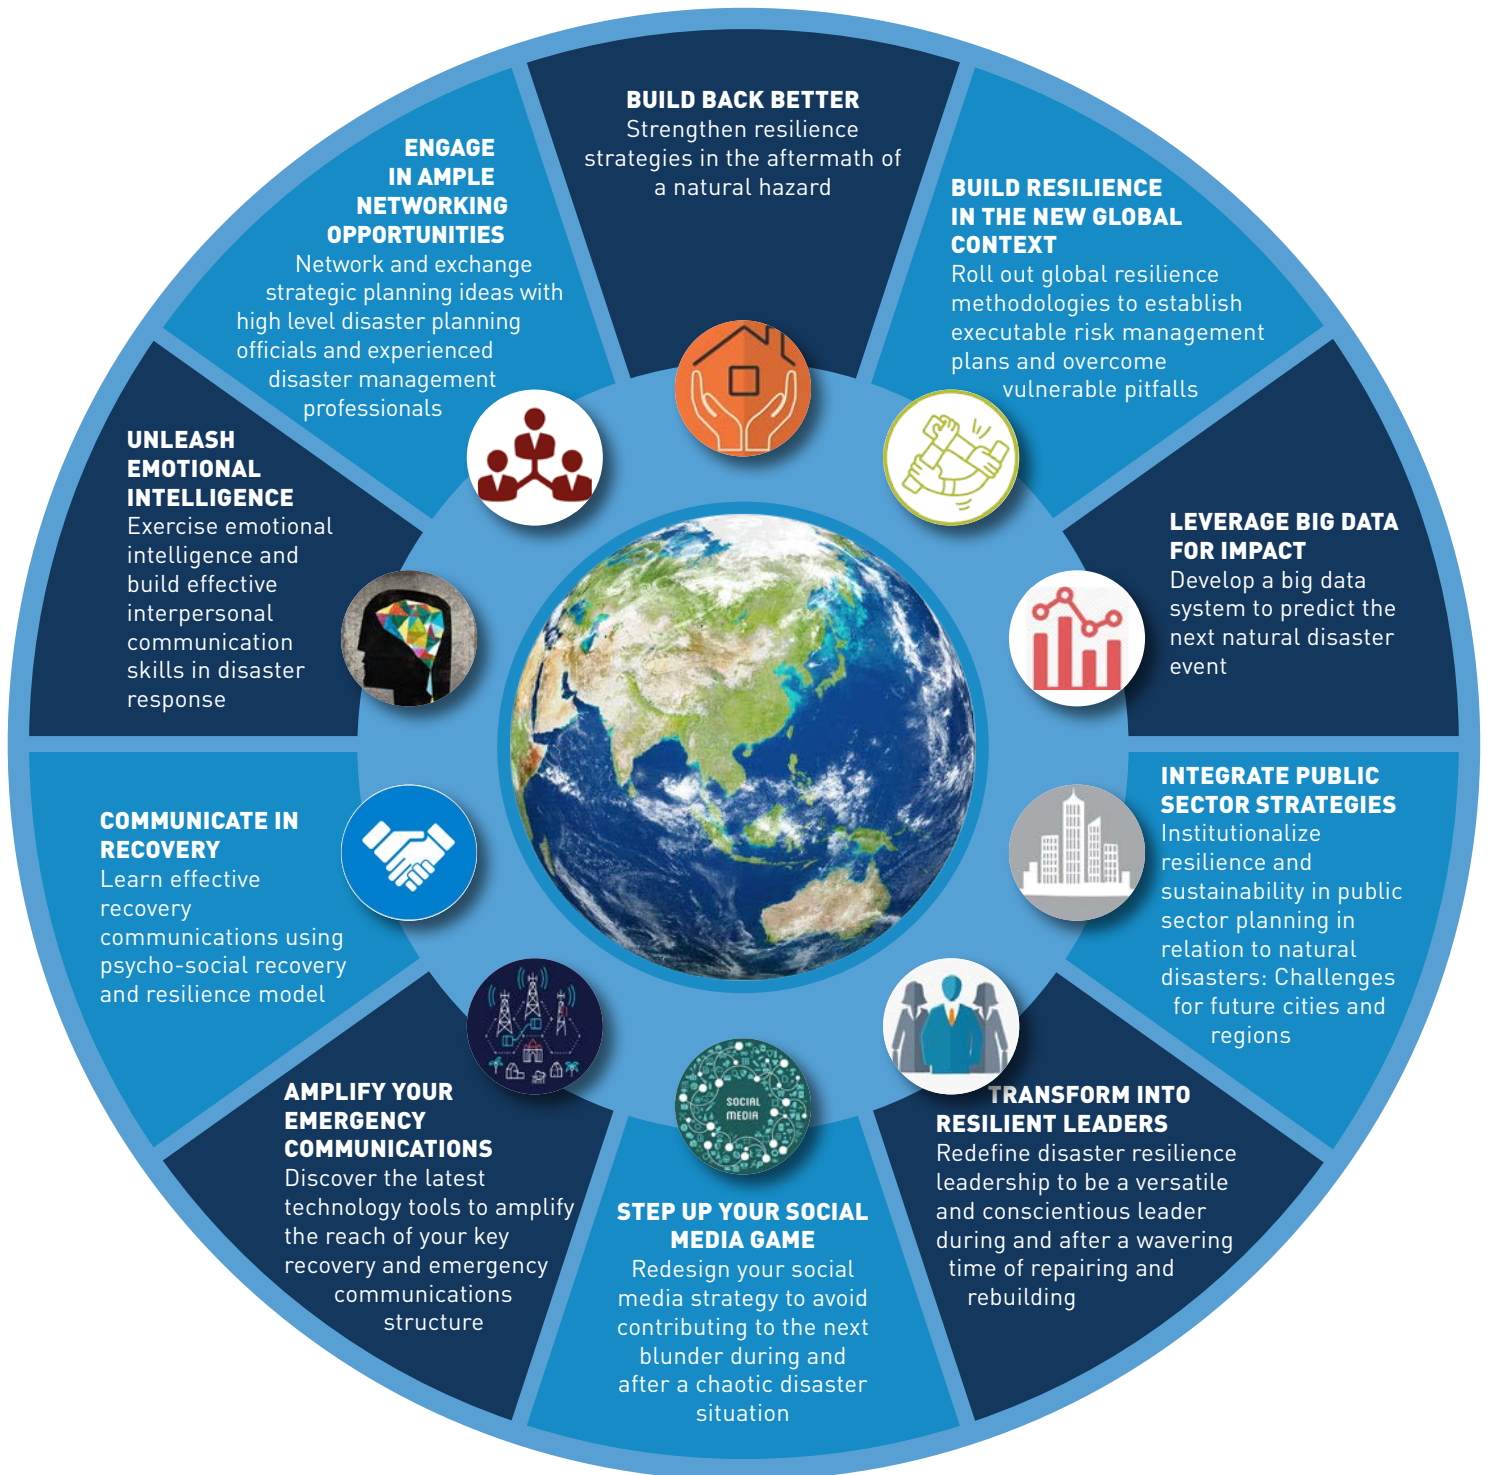 BUILD BACK BETTER
Strengthen resilience
strategies in the aftermath of
a natural hazard
BUILD RESILIENCE
IN THE NEW GLOBAL
CONTEXT
Roll out global resilience
methodologies to establish
executable risk management
plans and overcome
vulnerable pitfalls
LEVERAGE BIG DATA
FOR IMPACT
Develop a big data
system to predict the
next natural disaster
event
INTEGRATE PUBLIC
SECTOR STRATEGIES
Institutionalize
resilience and
sustainability in public
sector planning in
relation to natural
disasters: Challenges
for future cities and
regions
TRANSFORM INTO
RESILIENT LEADERS
Redefine disaster resilience
leadership to be a versatile
and conscientious leader
during and after a wavering
time of repairing and
rebuilding
SOCIAL
MEDIA
STEP UP YOUR SOCIAL
MEDIA GAME
Redesign your social
media strategy to avoid
contributing to the next
blunder during and
after a chaotic disaster
situation
AMPLIFY YOUR
EMERGENCY
COMMUNICATIONS
Discover the latest
technology tools to amplify
the reach of your key
recovery and emergency
communications
structure
COMMUNICATE IN
RECOVERY
Learn effective
recovery
communications using
psycho-social recovery
and resilience model
UNLEASH
EMOTIONAL
INTELLIGENCE
Exercise emotional
intelligence and
build effective
interpersonal
communication
skills in disaster
response
ENGAGE
IN AMPLE
NETWORKING
OPPORTUNITIES
Network and exchange
strategic planning ideas with
high level disaster planning
officials and experienced
disaster management
professionals